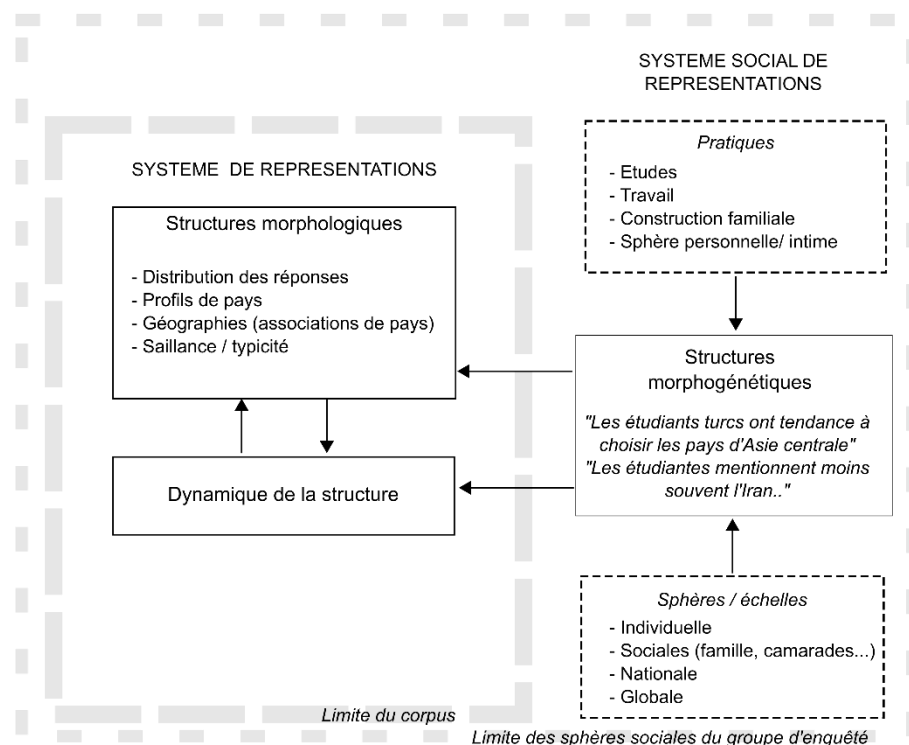 SYSTEME SOCIAL DE
REPRESENTATIONS
Pratiques
- Etudes
- Travail
- Construction familiale
- Sphère personnelle/ intime
SYSTEME DE REPRESENTATIONS
Structures morphologiques
- Distribution des réponses
- Profils de pays
- Géographies (associations de pays)
- Saillance / typicité
Structures
morphogénétiques
"Les étudiants turcs ont tendance à
choisir les pays d'Asie centrale"
"Les étudiantes mentionnent moins
souvent l'Iran.."
Dynamique de la structure
Sphères / échelles
- Individuelle
- Sociales (famille, camarades...)
- Nationale
- Globale
Limite du corpus
Limite des sphères sociales du groupe d'enquêté